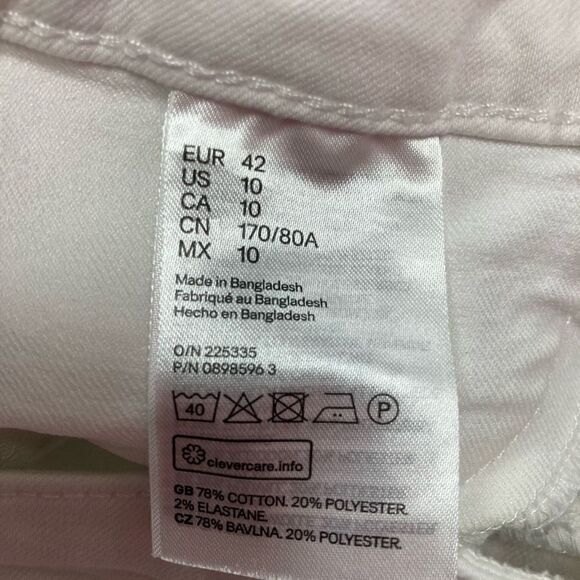 EUR 42
US 10
CA 10
CN 170/80A
MX 10
Made in Bangladesh
Fabriqué au Bangladesh
Hecho en Bangladesh
O/N 225335
P/N 0898596 3
40 P
clevercare.info
GB 78% COTTON. 20% POLYESTER.
2% ELASTANE.
CZ 78% BAVLNA. 20% POLYESTER.